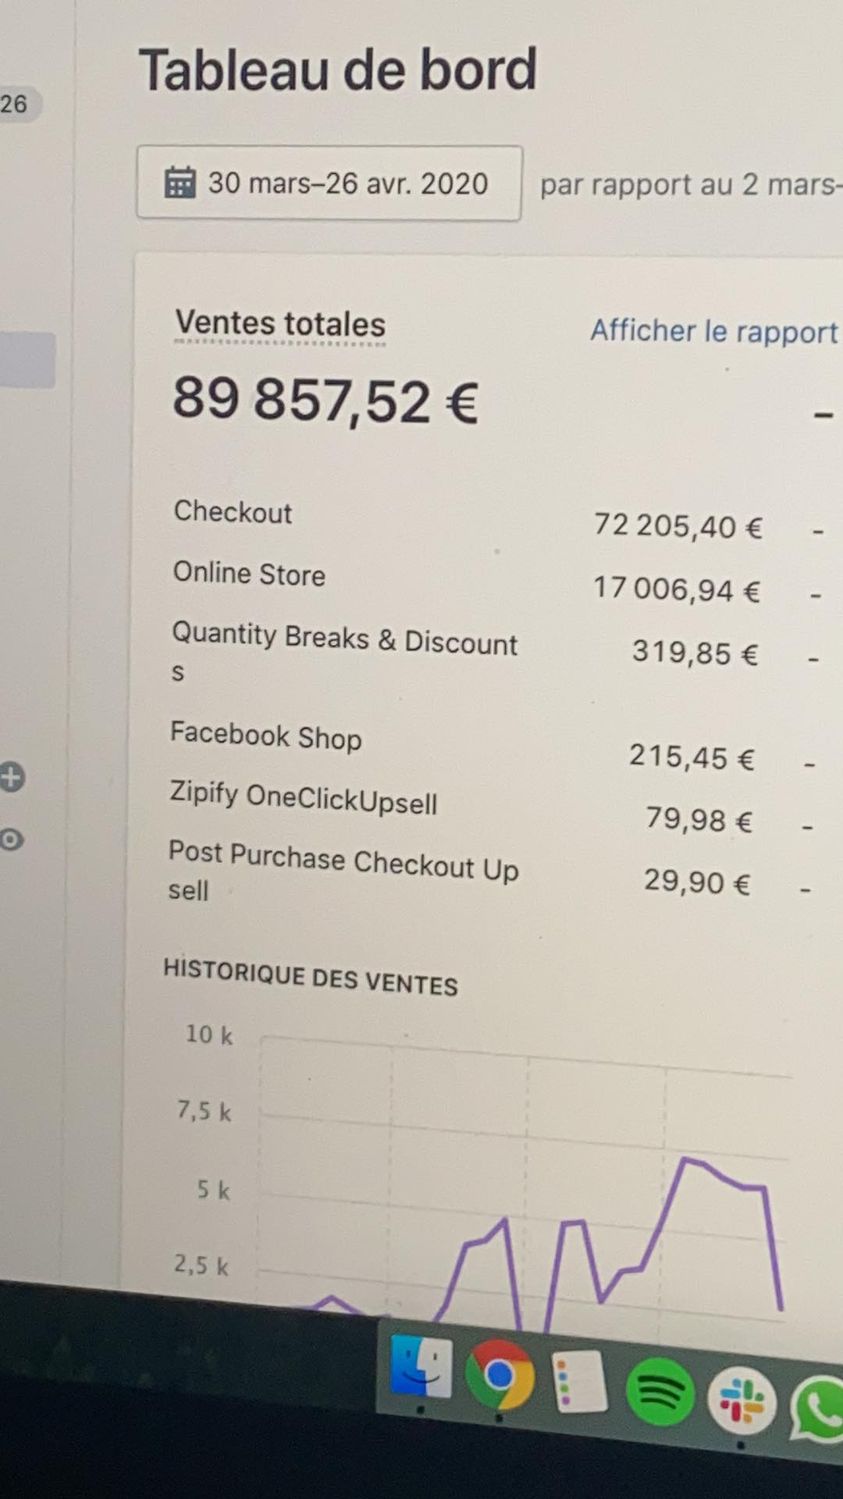 Tableau de bord
26
30 mars–26 avr. 2020 par rapport au 2 mars-
Ventes totales Afficher le rapport
89 857,52 € –
Checkout 72 205,40 € -
Online Store 17 006,94 € -
Quantity Breaks & Discount 319,85 € -
s
Facebook Shop 215,45 € -
Zipify OneClickUpsell 79,98 € -
Post Purchase Checkout Up 29,90 € -
sell
HISTORIQUE DES VENTES
10 k
7,5 k
5 k
2,5 k